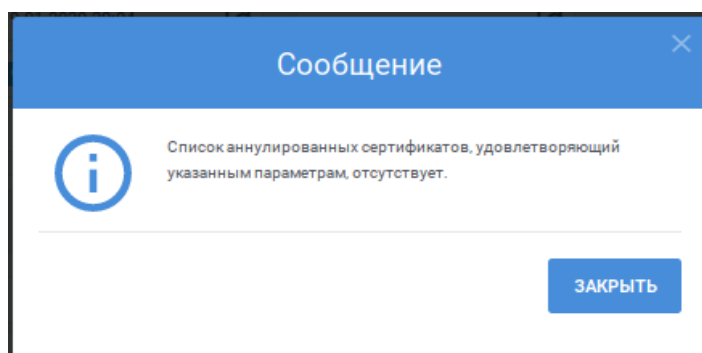 Сообщение
Список аннулированных сертификатов, удовлетворяющий
указанным параметрам, отсутствует.
ЗАКРЫТЬ